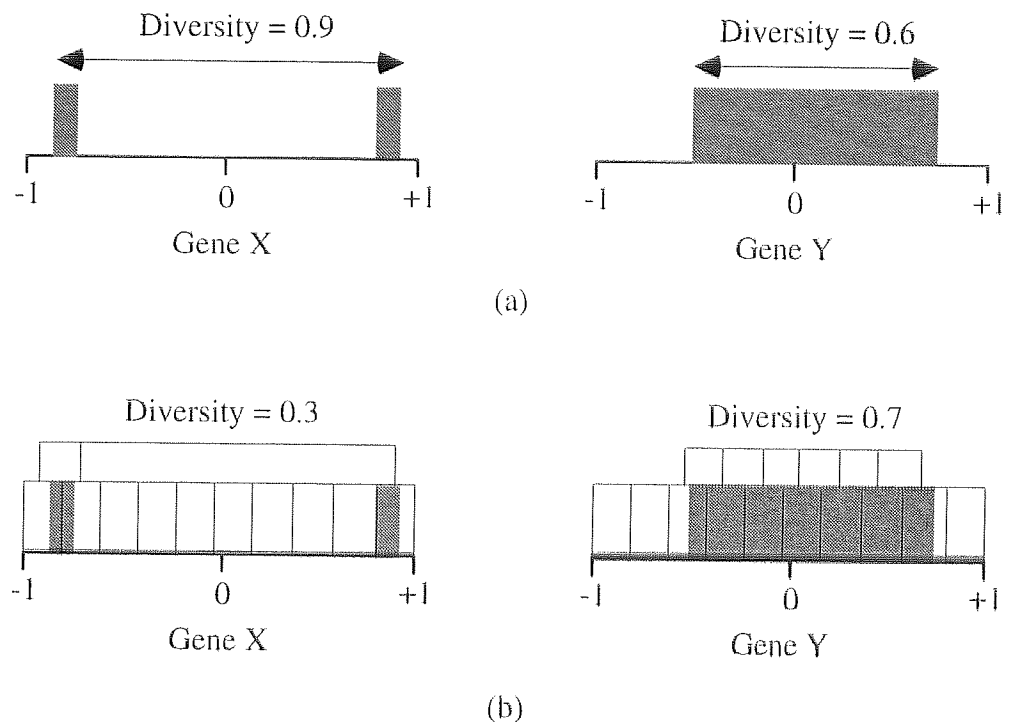 Diversity = 0.9
Diversity = 0.6
-1 0 +1
-1 0 +1
Gene X
Gene Y
(a)
Diversity = 0.3
Diversity = 0.7
-1 0 +1
-1 0 +1
Gene X
Gene Y
(b)